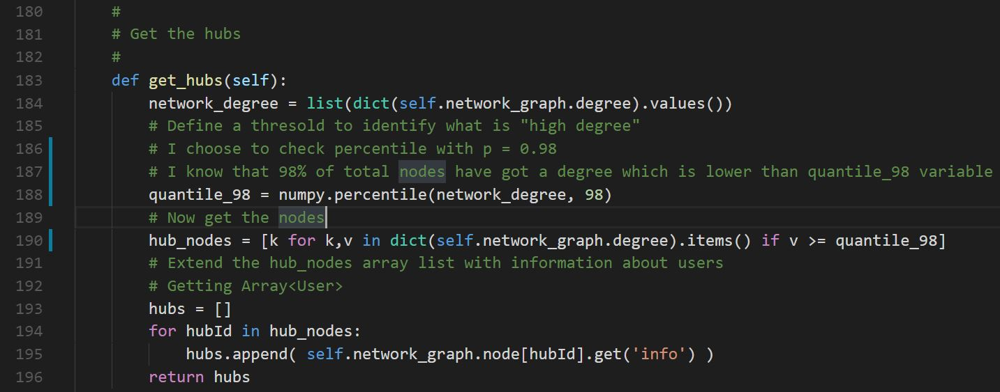 180 #
181 # Get the hubs
182 #
183 def get_hubs(self):
184 network_degree = list(dict(self.network_graph.degree).values())
185 # Define a thresold to identify what is "high degree"
186 # I choose to check percentile with p = 0.98
187 # I know that 98% of total nodes have got a degree which is lower than quantile_98 variable
188 quantile_98 = numpy.percentile(network_degree, 98)
189 # Now get the nodes
190 hub_nodes = [k for k,v in dict(self.network_graph.degree).items() if v >= quantile_98]
191 # Extend the hub_nodes array list with information about users
192 # Getting Array<User>
193 hubs = []
194 for hubId in hub_nodes:
195 hubs.append( self.network_graph.node[hubId].get('info') )
196 return hubs